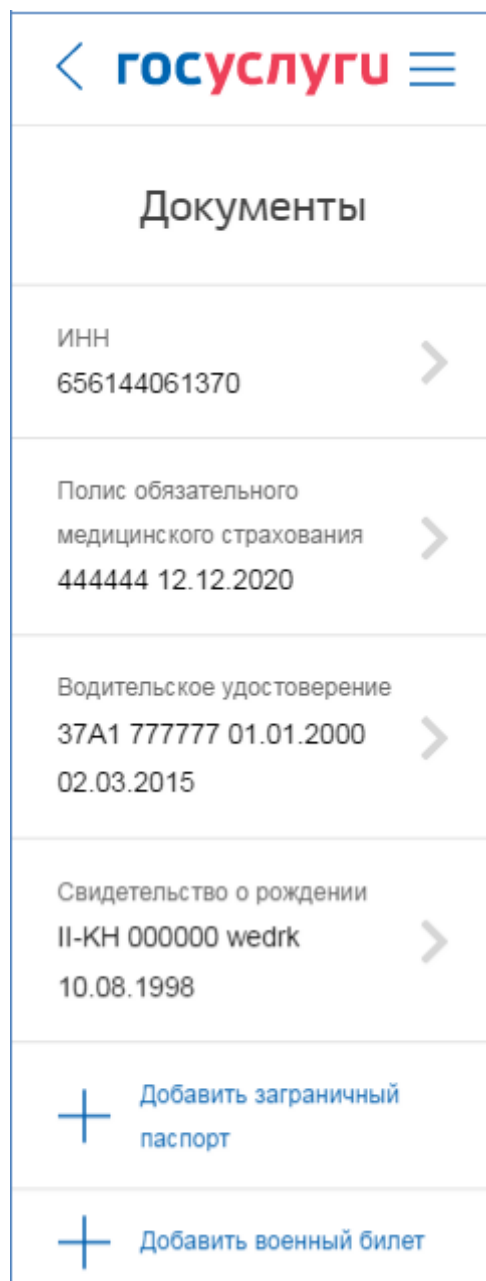 госуслуги
Документы
ИНН
656144061370
Полис обязательного
медицинского страхования
444444 12.12.2020
Водительское удостоверение
37А1 777777 01.01.2000
02.03.2015
Свидетельство о рождении
II-КН 000000 wedrk
10.08.1998
Добавить заграничный
паспорт
Добавить военный билет